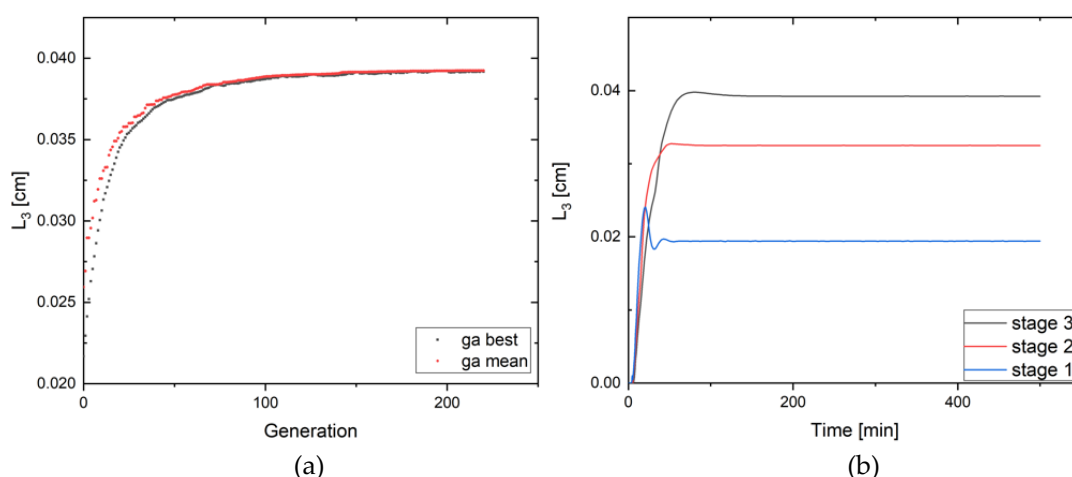 0.040
0.035
0.030
0.025
0.020
L3 [cm]
0
100
200
Generation
ga best
ga mean
(a)
0.04
0.02
0.00
L3 [cm]
0
200
400
Time [min]
stage 3
stage 2
stage 1
(b)